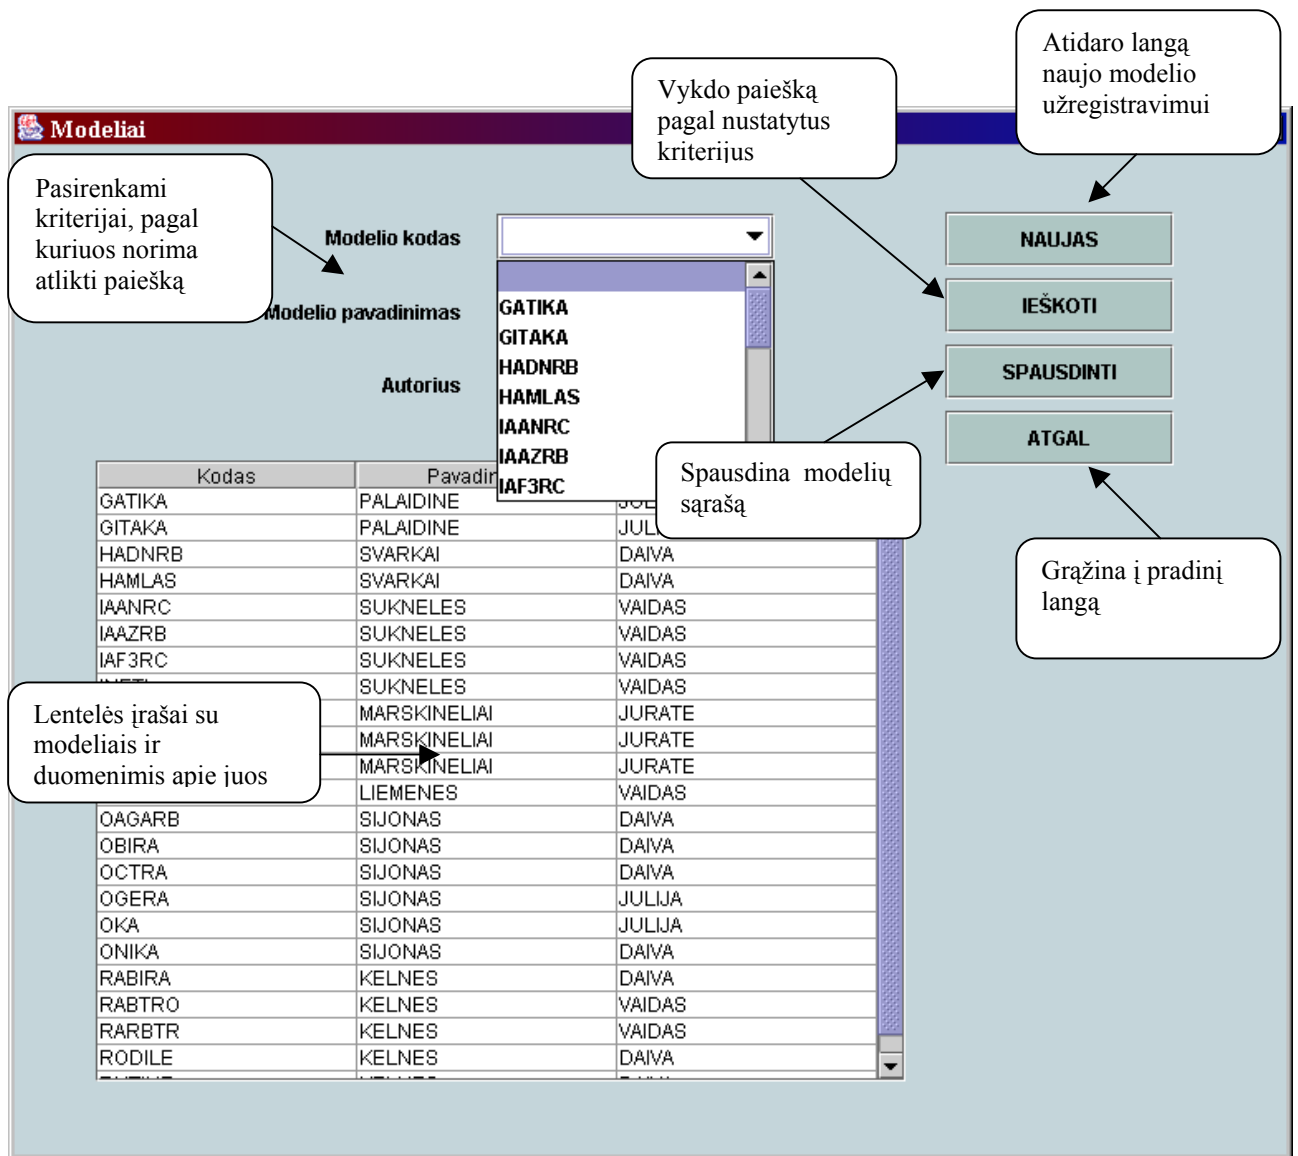 Atidaro langą
naujo modelio
užregistravimui
Vykdo paiešką
pagal nustatytus
kriterijus
Modeliai
Pasirenkami
kriterijai, pagal
kuriuos norima
atlikti paiešką
Modelio kodas
NAUJAS
Modelio pavadinimas
IEŠKOTI
Autorius
SPAUSDINTI
ATGAL
GATIKA
GITAKA
HADNRB
HAMLAS
IAANRC
IAAZRB
IAF3RC
Spausdina modelių
sąrašą
Grąžina į pradinį
langą
Kodas Pavadin
GATIKA PALAIDINE
GITAKA PALAIDINE
HADNRB SVARKAI DAIVA
HAMLAS SVARKAI DAIVA
IAANRC SUKNELES VAIDAS
IAAZRB SUKNELES VAIDAS
IAF3RC SUKNELES VAIDAS
SUKNELES VAIDAS
MARSKINELIAI JURATE
MARSKINELIAI JURATE
MARSKINELIAI JURATE
LIEMENES VAIDAS
Lentelės įrašai su
modeliais ir
duomenimis apie juos
OAGARB SIJONAS DAIVA
OBIRA SIJONAS DAIVA
OCTRA SIJONAS DAIVA
OGERA SIJONAS JULIJA
OKA SIJONAS JULIJA
ONIKA SIJONAS DAIVA
RABIRA KELNES DAIVA
RABTRO KELNES VAIDAS
RARBTR KELNES VAIDAS
RODILE KELNES DAIVA